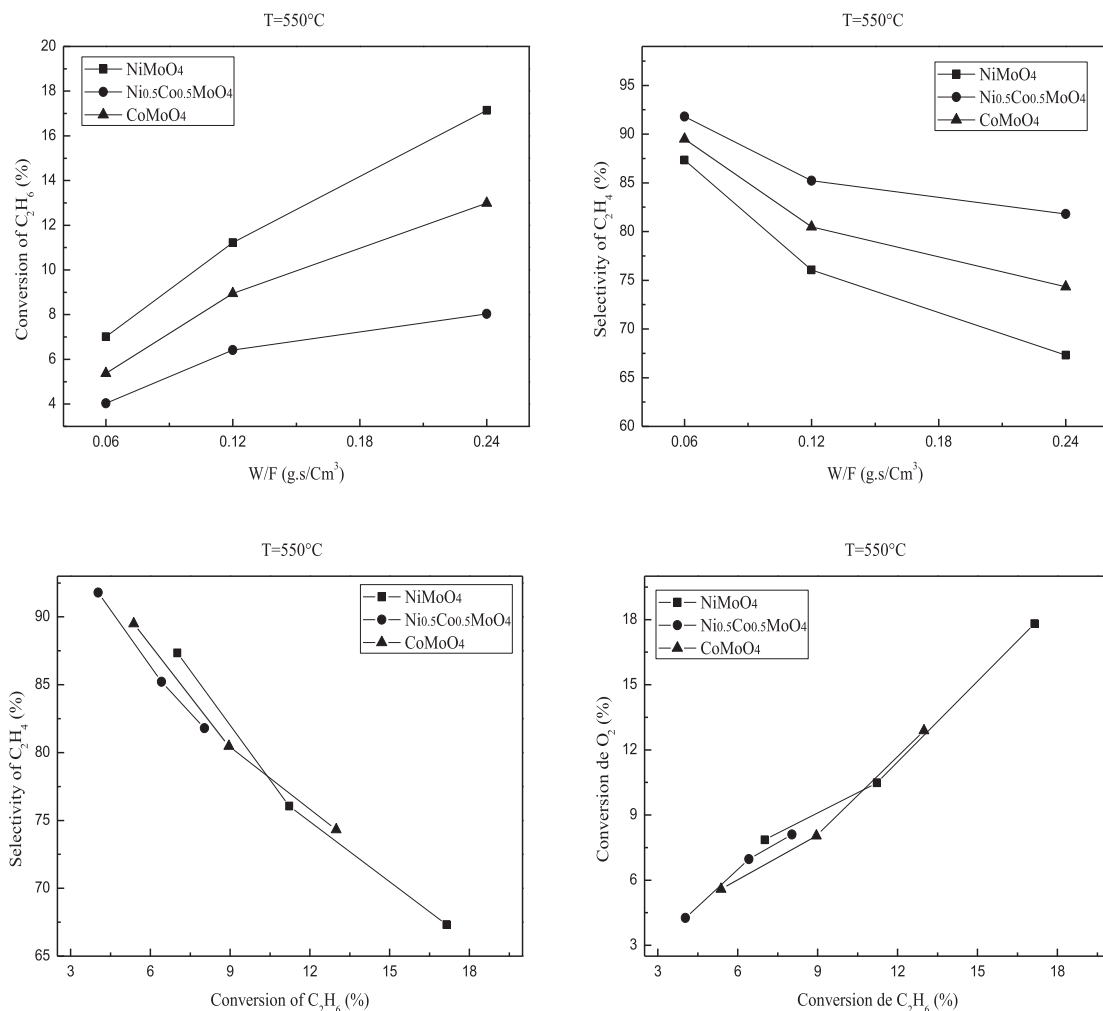 T=550°C
20
18
16
14
12
10
8
6
4
Conversion of C₂H₆ (%)
NiMoO4
Ni0.5Co0.5MoO4
CoMoO4
0.06 0.12 0.18 0.24
W/F (g.s/Cm³)
T=550°C
95
90
85
80
75
70
65
60
Selectivity of C₂H₄ (%)
NiMoO4
Ni0.5Co0.5MoO4
CoMoO4
0.06 0.12 0.18 0.24
W/F (g.s/Cm³)
T=550°C
90
85
80
75
70
65
Selectivity of C₂H₄ (%)
NiMoO4
Ni0.5Co0.5MoO4
CoMoO4
3 6 9 12 15 18
Conversion of C₂H₆ (%)
T=550°C
18
15
12
9
6
3
Conversion de O₂ (%)
NiMoO4
Ni0.5Co0.5MoO4
CoMoO4
3 6 9 12 15 18
Conversion de C₂H₆ (%)